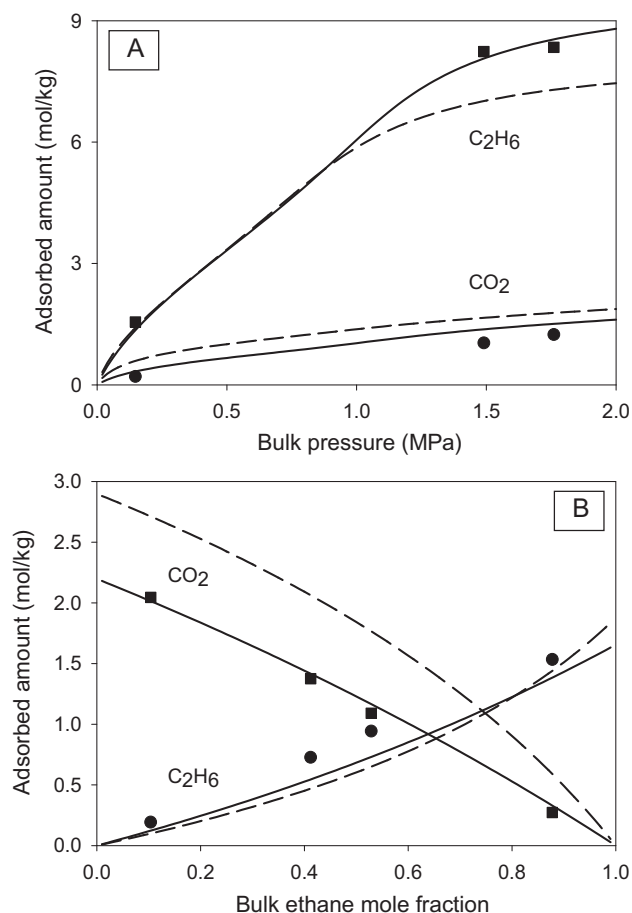 A
9
6
3
0
Adsorbed amount (mol/kg)
C2H6
CO2
0.0 0.5 1.0 1.5 2.0
Bulk pressure (MPa)
B
3.0
2.5
2.0
1.5
1.0
0.5
0.0
Adsorbed amount (mol/kg)
CO2
C2H6
0.0 0.2 0.4 0.6 0.8 1.0
Bulk ethane mole fraction